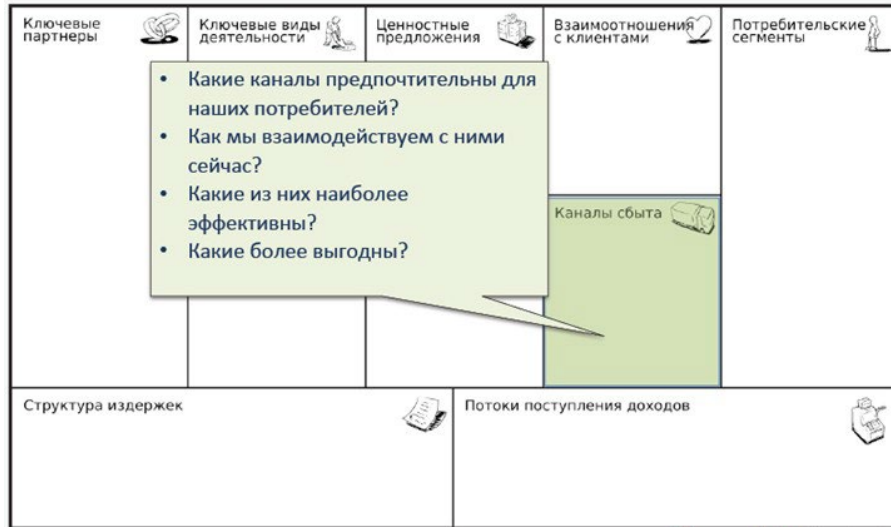 Ключевые
партнеры
Ключевые виды
деятельности
Ценностные
предложения
Взаимоотношения
с клиентами
Потребительские
сегменты
• Какие каналы предпочтительны для
наших потребителей?
• Как мы взаимодействуем с ними
сейчас?
• Какие из них наиболее
эффективны?
• Какие более выгодны?
Каналы сбыта
Структура издержек
Потоки поступления доходов